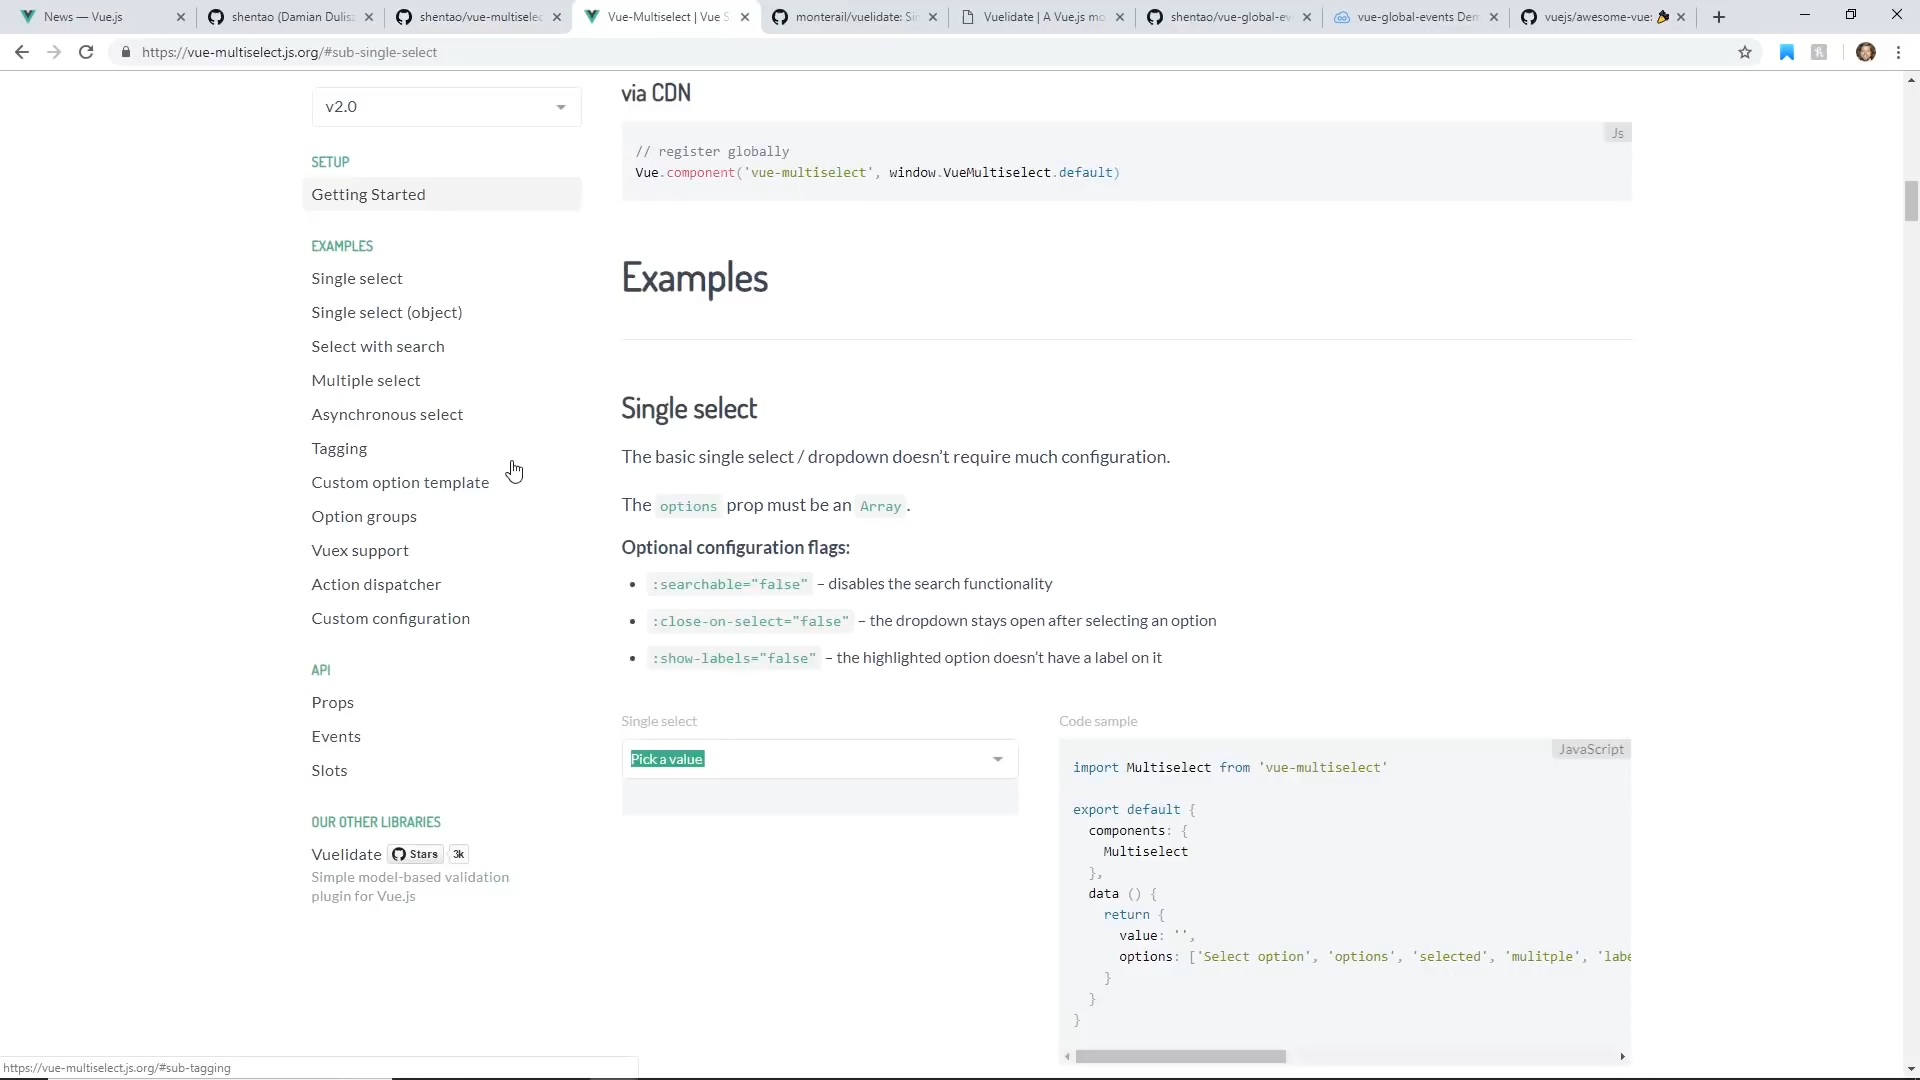 News — Vue.js
shentao (Damian Dulisz
shentao/vue-multiselec
Vue-Multiselect | Vue S
monterail/vuelidate: Sin
Vuelidate | A Vue.js mo
shentao/vue-global-eve
vue-global-events Dem
vuejs/awesome-vue:
https://vue-multiselect.js.org/#sub-single-select
v2.0
SETUP
Getting Started
EXAMPLES
Single select
Single select (object)
Select with search
Multiple select
Asynchronous select
Tagging
Custom option template
Option groups
Vuex support
Action dispatcher
Custom configuration
API
Props
Events
Slots
OUR OTHER LIBRARIES
Vuelidate Stars 3k
Simple model-based validation
plugin for Vue.js
via CDN
Js
// register globally
Vue.component('vue-multiselect', window.VueMultiselect.default)
Examples
Single select
The basic single select / dropdown doesn’t require much configuration.
The options prop must be an Array.
Optional configuration flags:
• :searchable="false" – disables the search functionality
• :close-on-select="false" – the dropdown stays open after selecting an option
• :show-labels="false" – the highlighted option doesn’t have a label on it
Single select
Pick a value
Code sample
JavaScript
import Multiselect from 'vue-multiselect'
export default {
components: {
Multiselect
},
data () {
return {
value: '',
options: ['Select option', 'options', 'selected', 'mulitple', 'labe
}
}
}
https://vue-multiselect.js.org/#sub-tagging